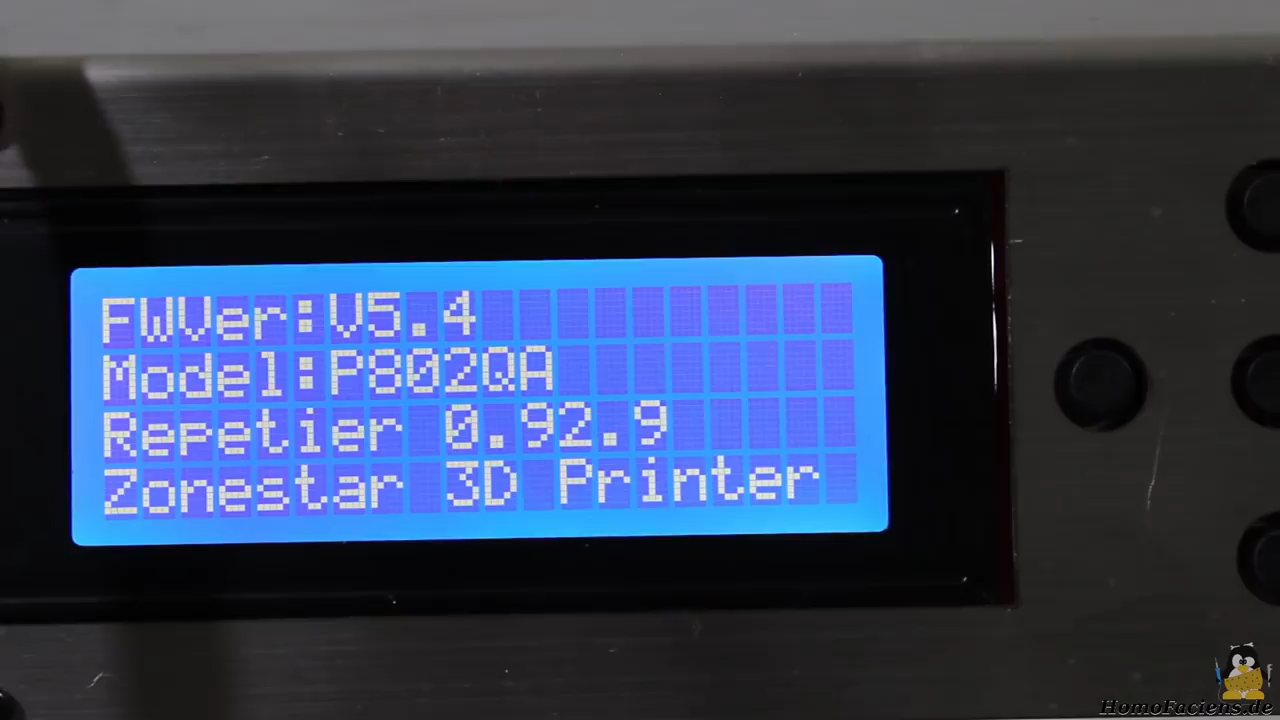 FWVer:V5.4
Model:P802QA
Repetier 0.92.9
Zonestar 3D Printer
HomoFaciens.de